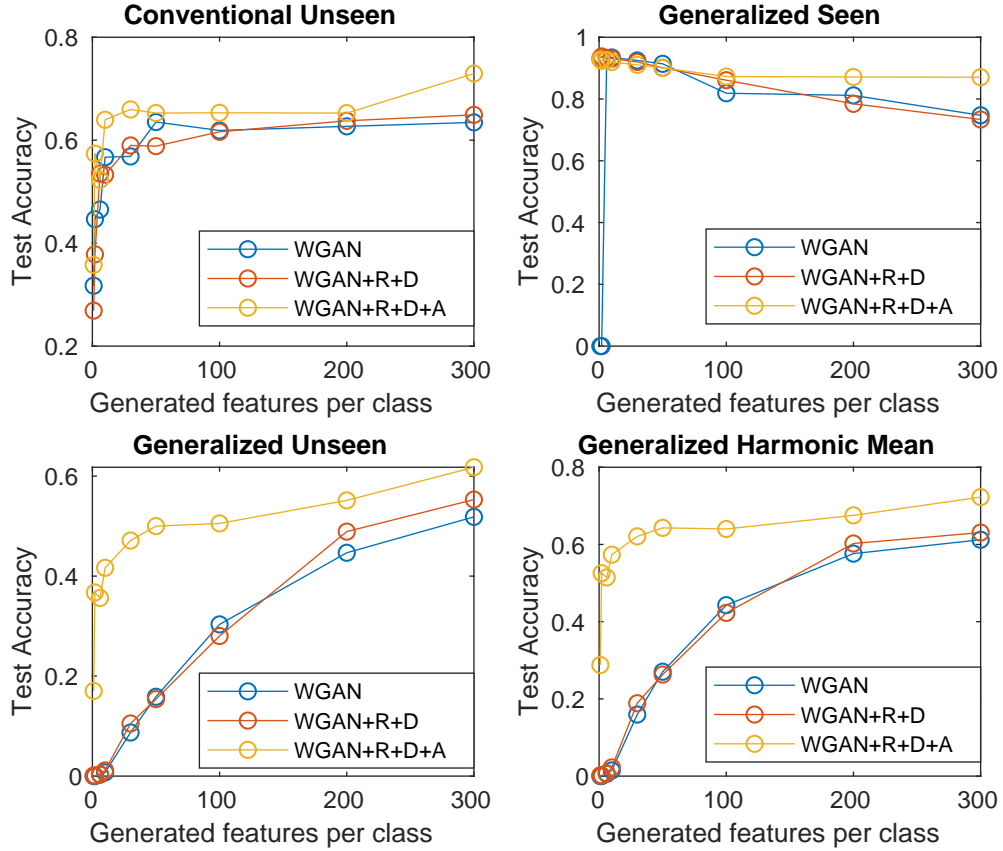 Conventional Unseen
0.8
0.6
0.4
0.2
0
100
200
300
Test Accuracy
Generated features per class
WGAN
WGAN+R+D
WGAN+R+D+A
Generalized Seen
1
0.8
0.6
0.4
0.2
0
0
100
200
300
Test Accuracy
Generated features per class
WGAN
WGAN+R+D
WGAN+R+D+A
Generalized Unseen
0.6
0.4
0.2
0
0
100
200
300
Test Accuracy
Generated features per class
WGAN
WGAN+R+D
WGAN+R+D+A
Generalized Harmonic Mean
0.8
0.6
0.4
0.2
0
0
100
200
300
Test Accuracy
Generated features per class
WGAN
WGAN+R+D
WGAN+R+D+A